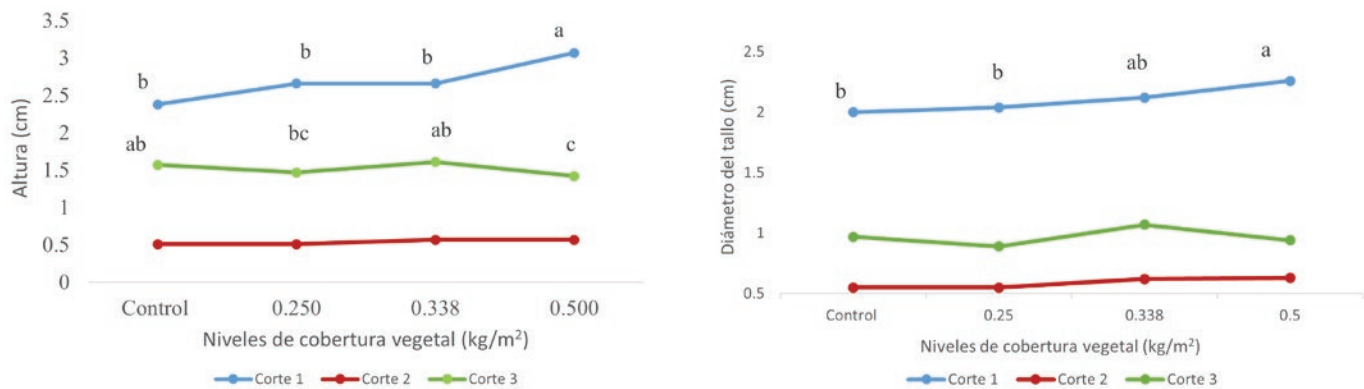 3.5
3
2.5
2
1.5
1
0.5
0
Altura (cm)
b
b
b
a
ab
bc
ab
c
Control
0.250
0.338
0.500
Niveles de cobertura vegetal (kg/m²)
Corte 1
Corte 2
Corte 3
2.5
2
1.5
1
0.5
Diámetro del tallo (cm)
b
b
ab
a
Control
0.25
0.338
0.5
Niveles de cobertura vegetal (kg/m²)
Corte 1
Corte 2
Corte 3